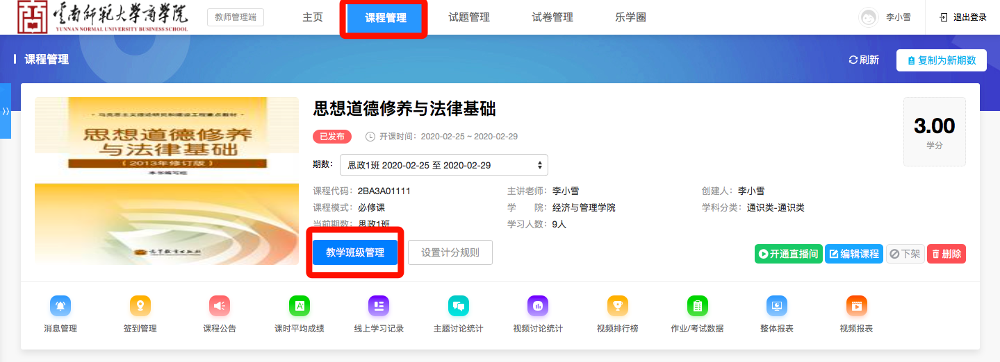 云南师范大学商学院
YUNNAN NORMAL UNIVERSITY BUSINESS SCHOOL
教师管理端
主页
课程管理
试题管理
试卷管理
乐学圈
李小雪
退出登录
课程管理
刷新
复制为新期数
马克思主义理论研究和建设工程重点教材
思想道德修养
与法律基础
(2013年修订版)
本书编写组
高等教育出版社
思想道德修养与法律基础
已发布
开课时间：2020-02-25 ~ 2020-02-29
3.00
学分
期数：
思政1班 2020-02-25 至 2020-02-29
课程代码：2BA3A01111
主讲老师：李小雪
创建人：李小雪
课程模式：必修课
学 院：经济与管理学院
学科分类：通识类-通识类
当前期数：思政1班
学习人数：9人
教学班级管理
设置计分规则
开通直播间
编辑课程
下架
删除
消息管理
签到管理
课程公告
课时平均成绩
线上学习记录
主题讨论统计
视频讨论统计
视频排行榜
作业/考试数据
整体报表
视频报表